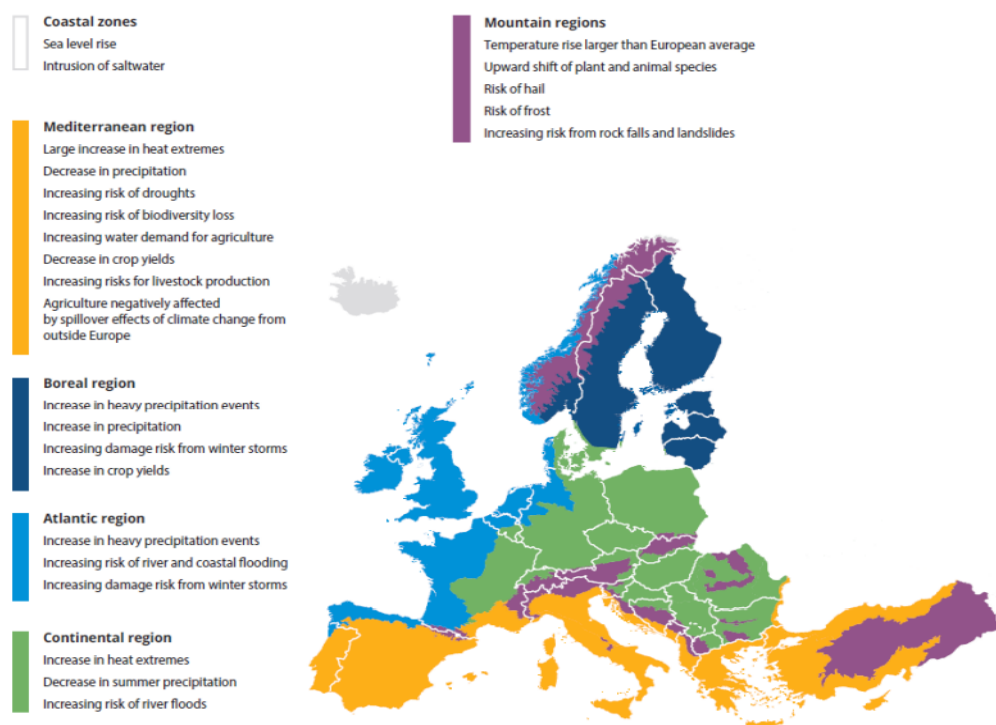 Coastal zones
Sea level rise
Intrusion of saltwater
Mountain regions
Temperature rise larger than European average
Upward shift of plant and animal species
Risk of hail
Risk of frost
Increasing risk from rock falls and landslides
Mediterranean region
Large increase in heat extremes
Decrease in precipitation
Increasing risk of droughts
Increasing risk of biodiversity loss
Increasing water demand for agriculture
Decrease in crop yields
Increasing risks for livestock production
Agriculture negatively affected
by spillover effects of climate change from
outside Europe
Boreal region
Increase in heavy precipitation events
Increase in precipitation
Increasing damage risk from winter storms
Increase in crop yields
Atlantic region
Increase in heavy precipitation events
Increasing risk of river and coastal flooding
Increasing damage risk from winter storms
Continental region
Increase in heat extremes
Decrease in summer precipitation
Increasing risk of river floods